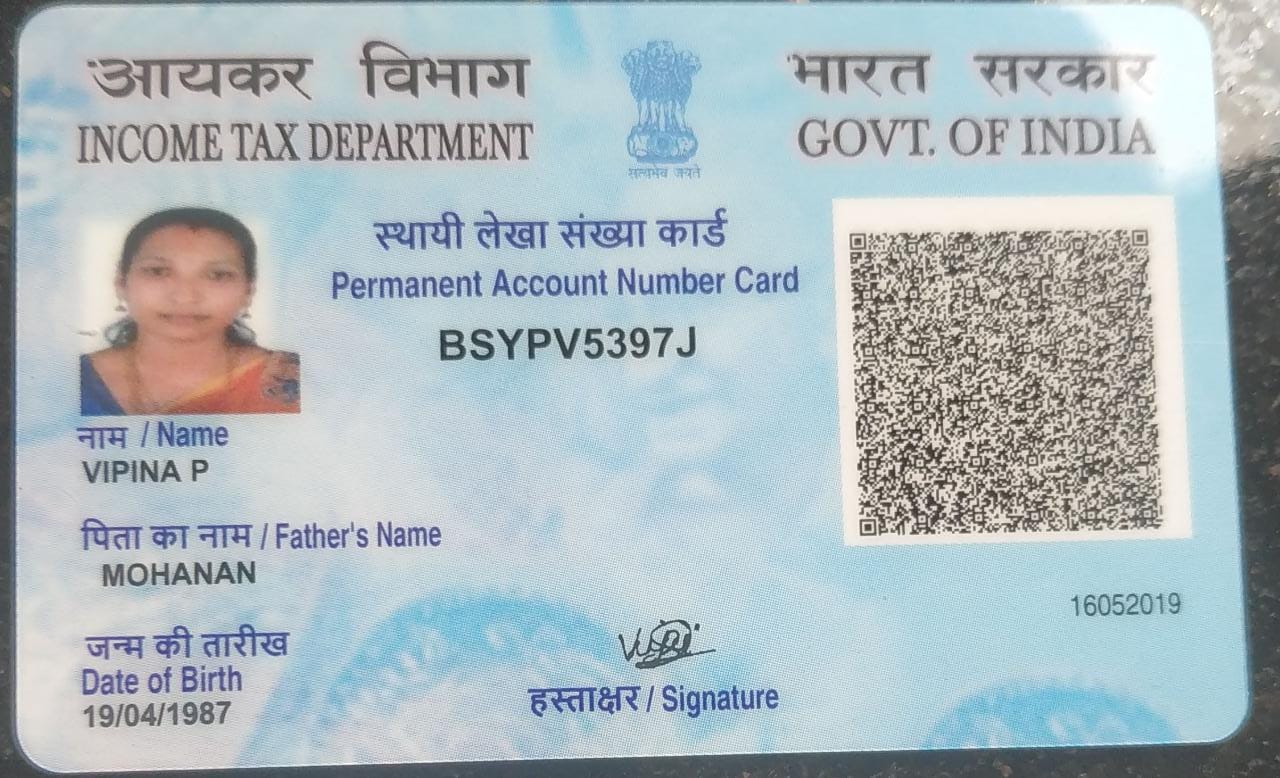 आयकर विभाग
INCOME TAX DEPARTMENT
सत्यमेव जयते
भारत सरकार
GOVT. OF INDIA
स्थायी लेखा संख्या कार्ड
Permanent Account Number Card
BSYPV5397J
नाम / Name
VIPINA P
पिता का नाम / Father's Name
MOHANAN
जन्म की तारीख
Date of Birth
19/04/1987
हस्ताक्षर / Signature
16052019